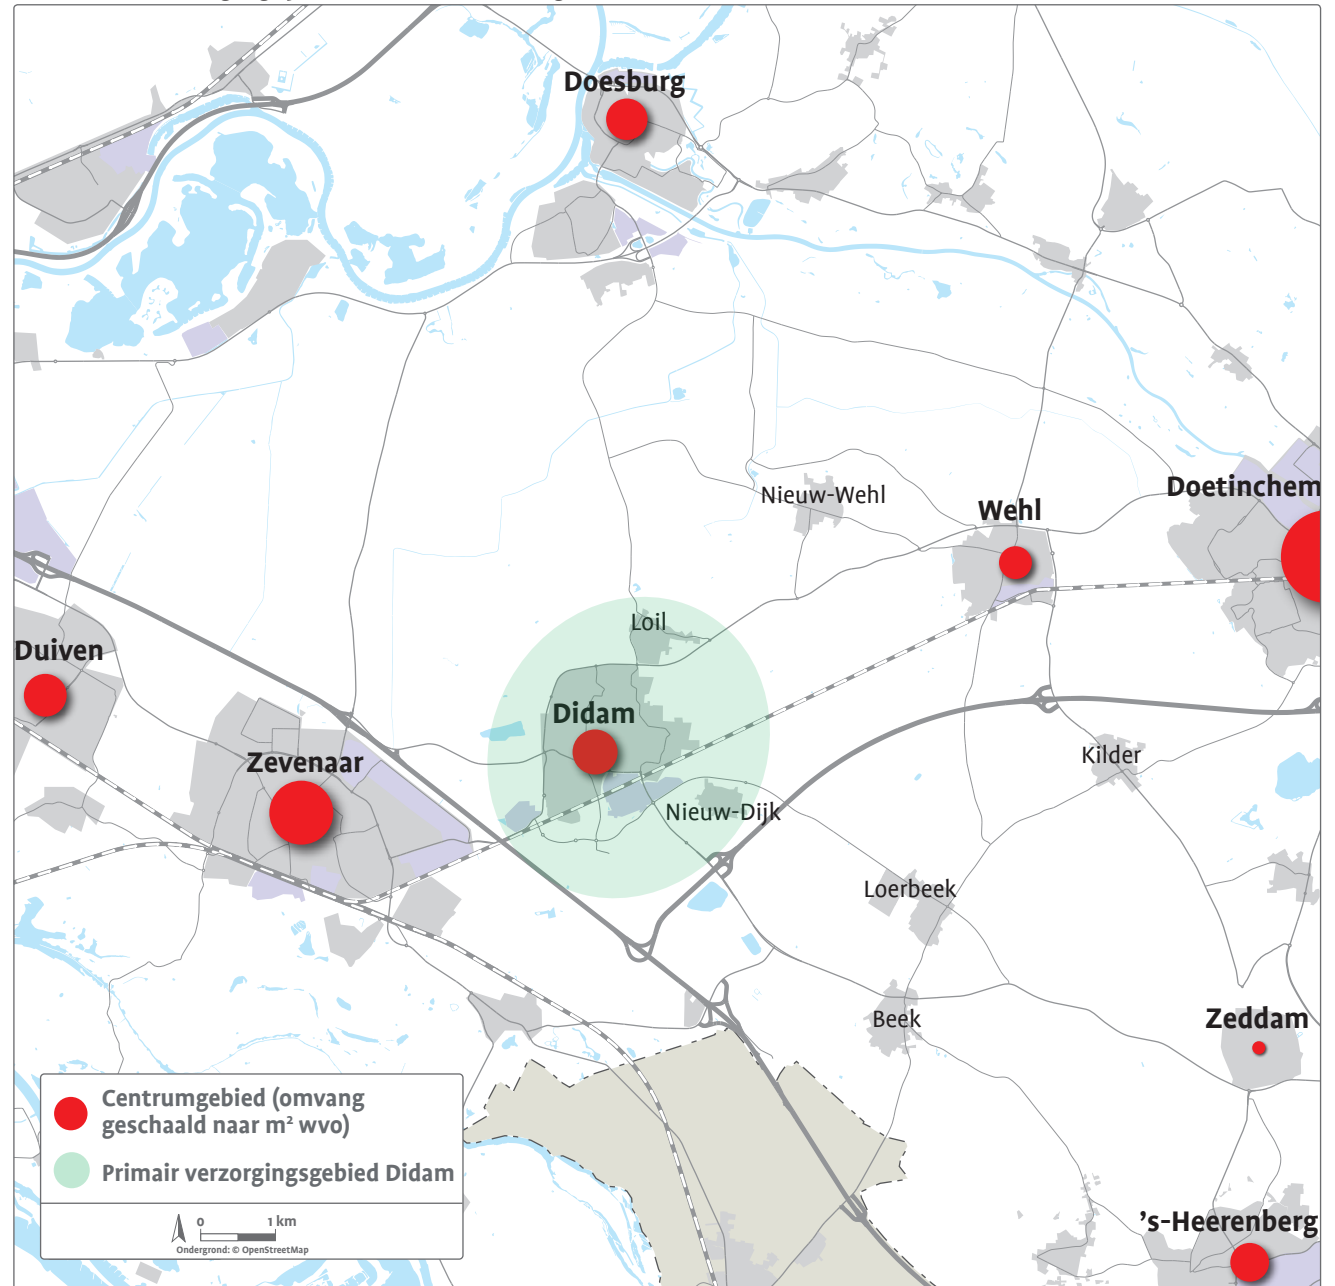 Doesburg
Nieuw-Wehl
Wehl
Doetinchem
Loil
Duiven
Didam
Zevenaar
Kilder
Nieuw-Dijk
Loerbeek
Beek
Zeddam
's-Heerenberg
Centrumgebied (omvang
geschaald naar m² wvo)
Primair verzorgingsgebied Didam
0 1 km
Ondergrond: © OpenStreetMap